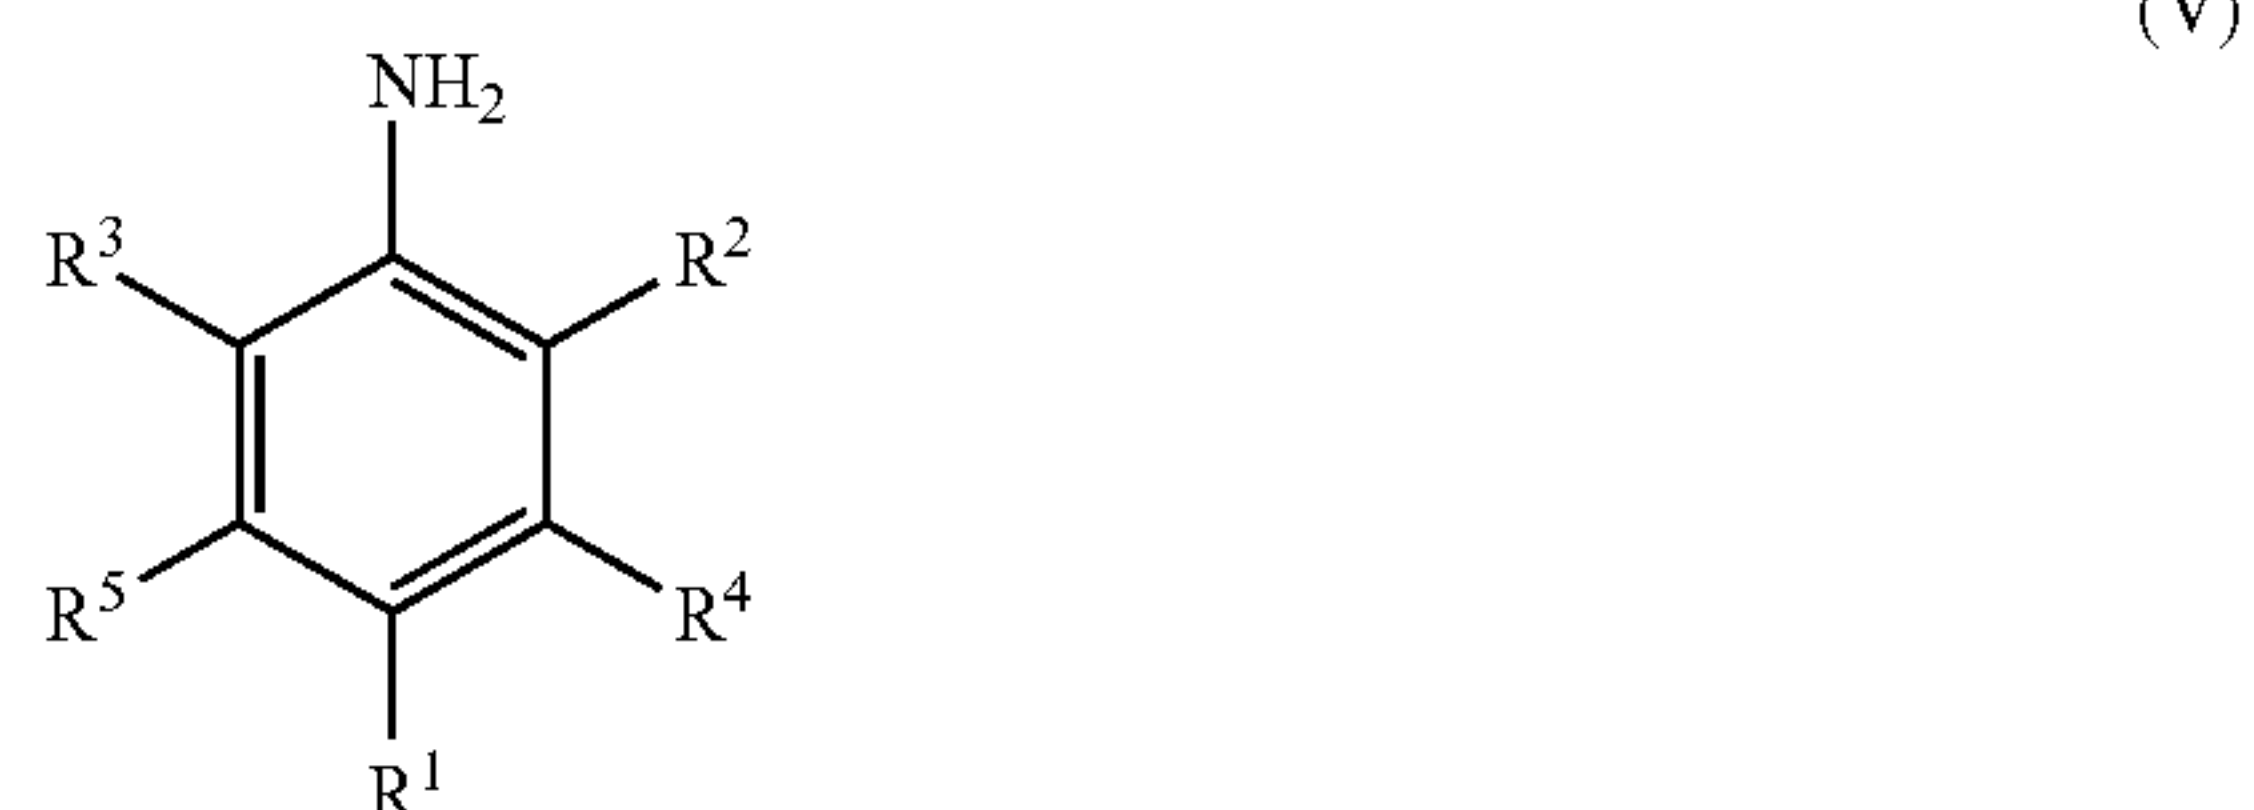 (V)
NH₂
R³ R²
R⁵ R⁴
R¹